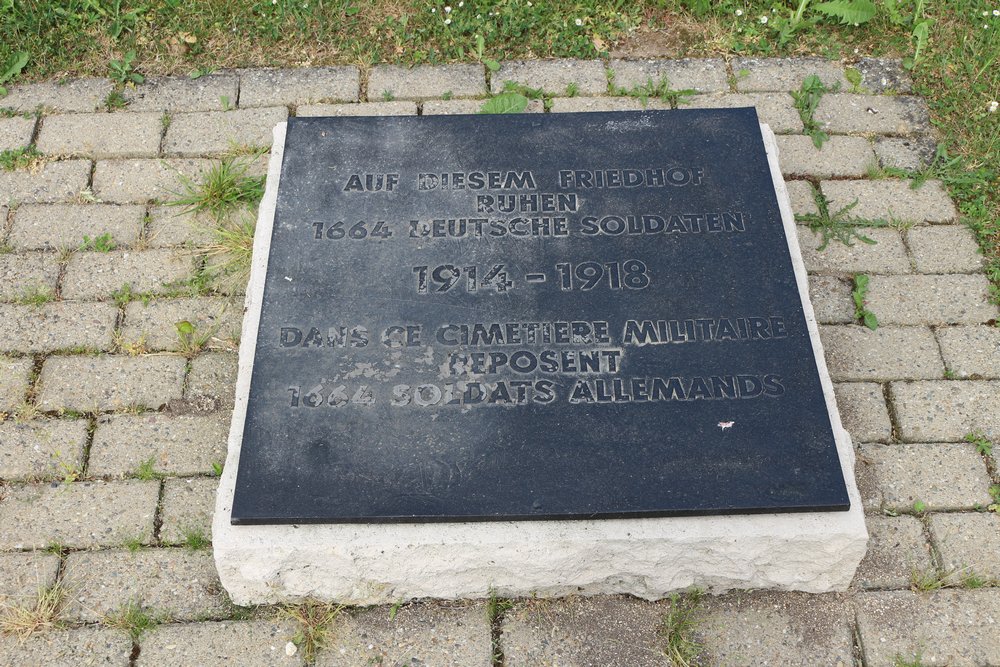 AUF DIESEM FRIEDHOF
RUHEN
1664 DEUTSCHE SOLDATEN
1914 - 1918
DANS CE CIMETIERE MILITAIRE
REPOSENT
1664 SOLDATS ALLEMANDS